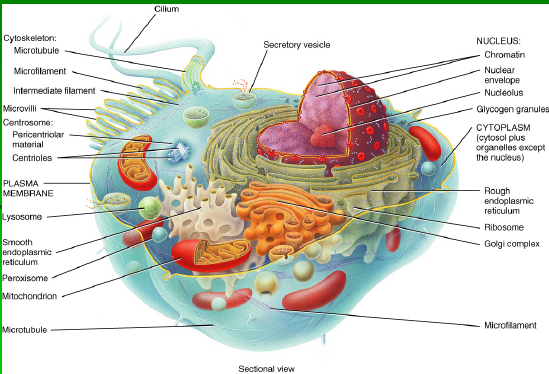 Cilium
Cytoskeleton:
Microtubule
Microfilament
Intermediate filament
Microvilli
Centrosome:
Pericentriolar
material
Centrioles
PLASMA
MEMBRANE
Lysosome
Smooth
endoplasmic
reticulum
Peroxisome
Mitochondrion
Microtubule
Secretory vesicle
NUCLEUS:
Chromatin
Nuclear
envelope
Nucleolus
Glycogen granules
CYTOPLASM
(cytosol plus
organelles except
the nucleus)
Rough
endoplasmic
reticulum
Ribosome
Golgi complex
Microfilament
Sectional view